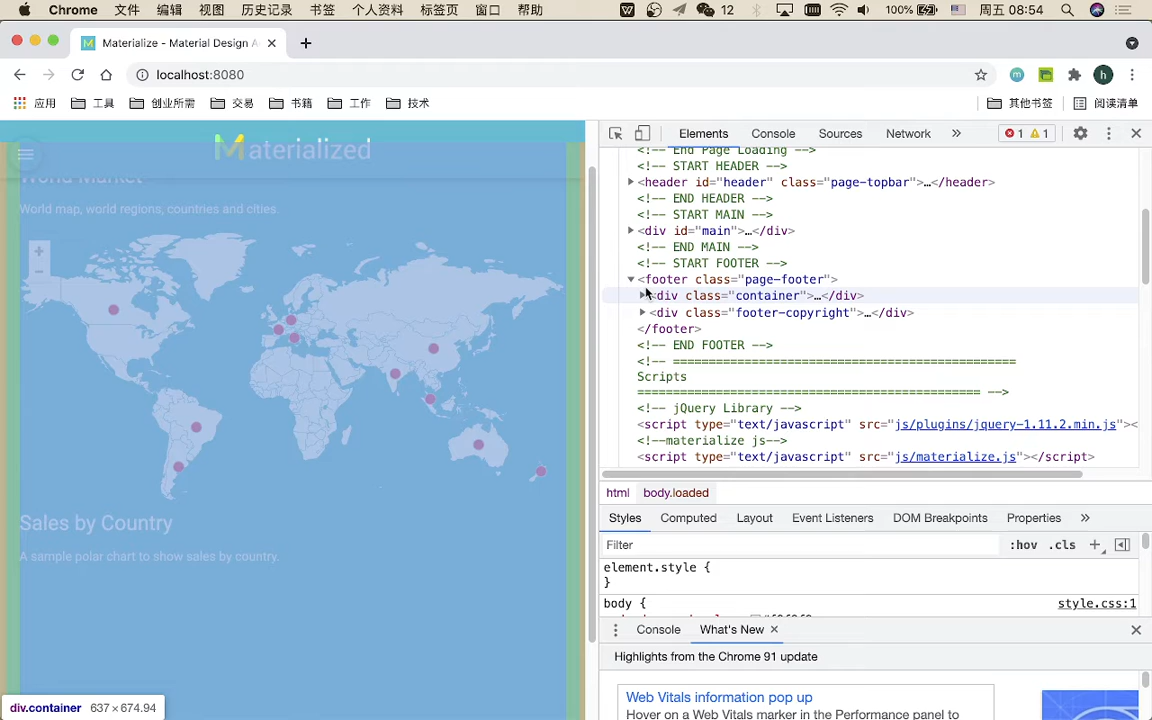 Chrome 文件 编辑 视图 历史记录 书签 个人资料 标签页 窗口 帮助 12 100% 周五 08:54
Materialize - Material Design A
localhost:8080
应用 工具 创业所需 交易 书籍 工作 技术 其他书签 阅读清单
Materialized
World Market
World map, world regions, countries and cities.
+
−
Sales by Country
A sample polar chart to show sales by country.
div.container 637 × 674.94
Elements Console Sources Network » 1 1
<!-- End Page Loading -->
<!-- START HEADER -->
<header id="header" class="page-topbar">…</header>
<!-- END HEADER -->
<!-- START MAIN -->
<div id="main">…</div>
<!-- END MAIN -->
<!-- START FOOTER -->
<footer class="page-footer">
<div class="container">…</div>
<div class="footer-copyright">…</div>
</footer>
<!-- END FOOTER -->
<!-- ================================================
Scripts
================================================ -->
<!-- jQuery Library -->
<script type="text/javascript" src="js/plugins/jquery-1.11.2.min.js"><
<!--materialize js-->
<script type="text/javascript" src="js/materialize.js"></script>
html body.loaded
Styles Computed Layout Event Listeners DOM Breakpoints Properties »
Filter :hov .cls +
element.style {
}
body { style.css:1
Console What's New ×
Highlights from the Chrome 91 update
Web Vitals information pop up
Hover on a Web Vitals marker in the Performance panel to